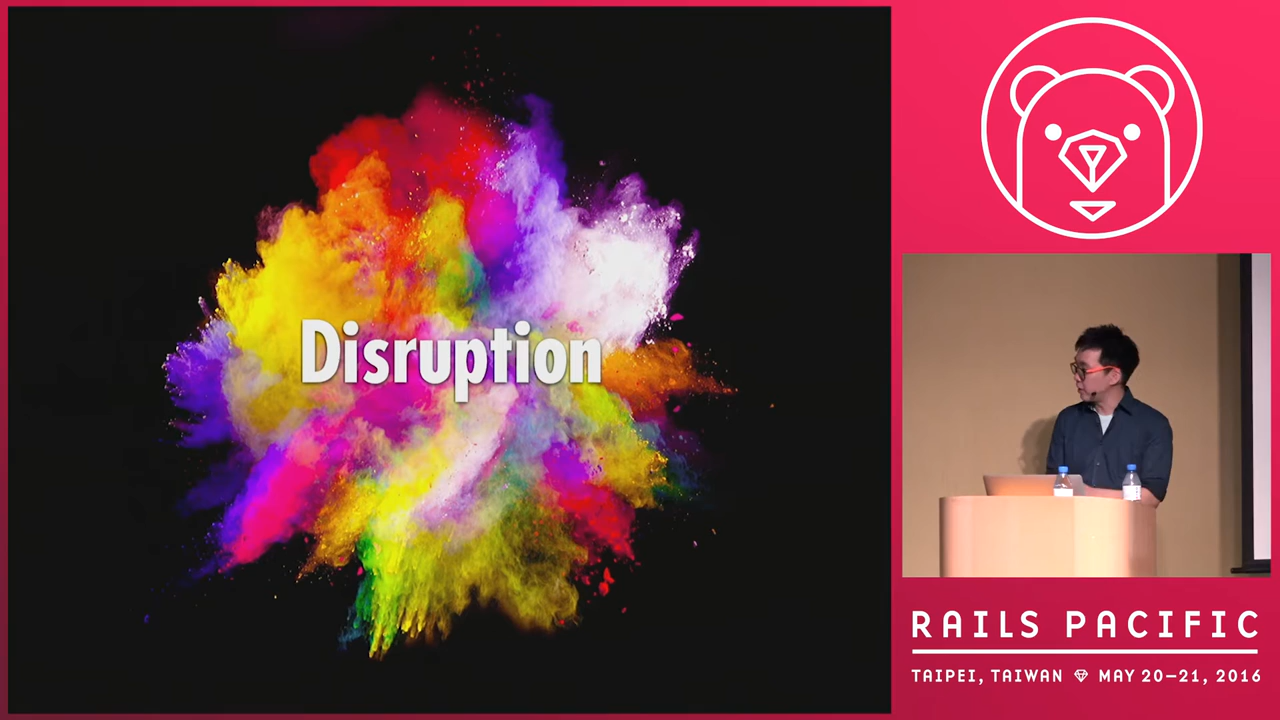 Disruption
RAILS PACIFIC
TAIPEI, TAIWAN MAY 20–21, 2016